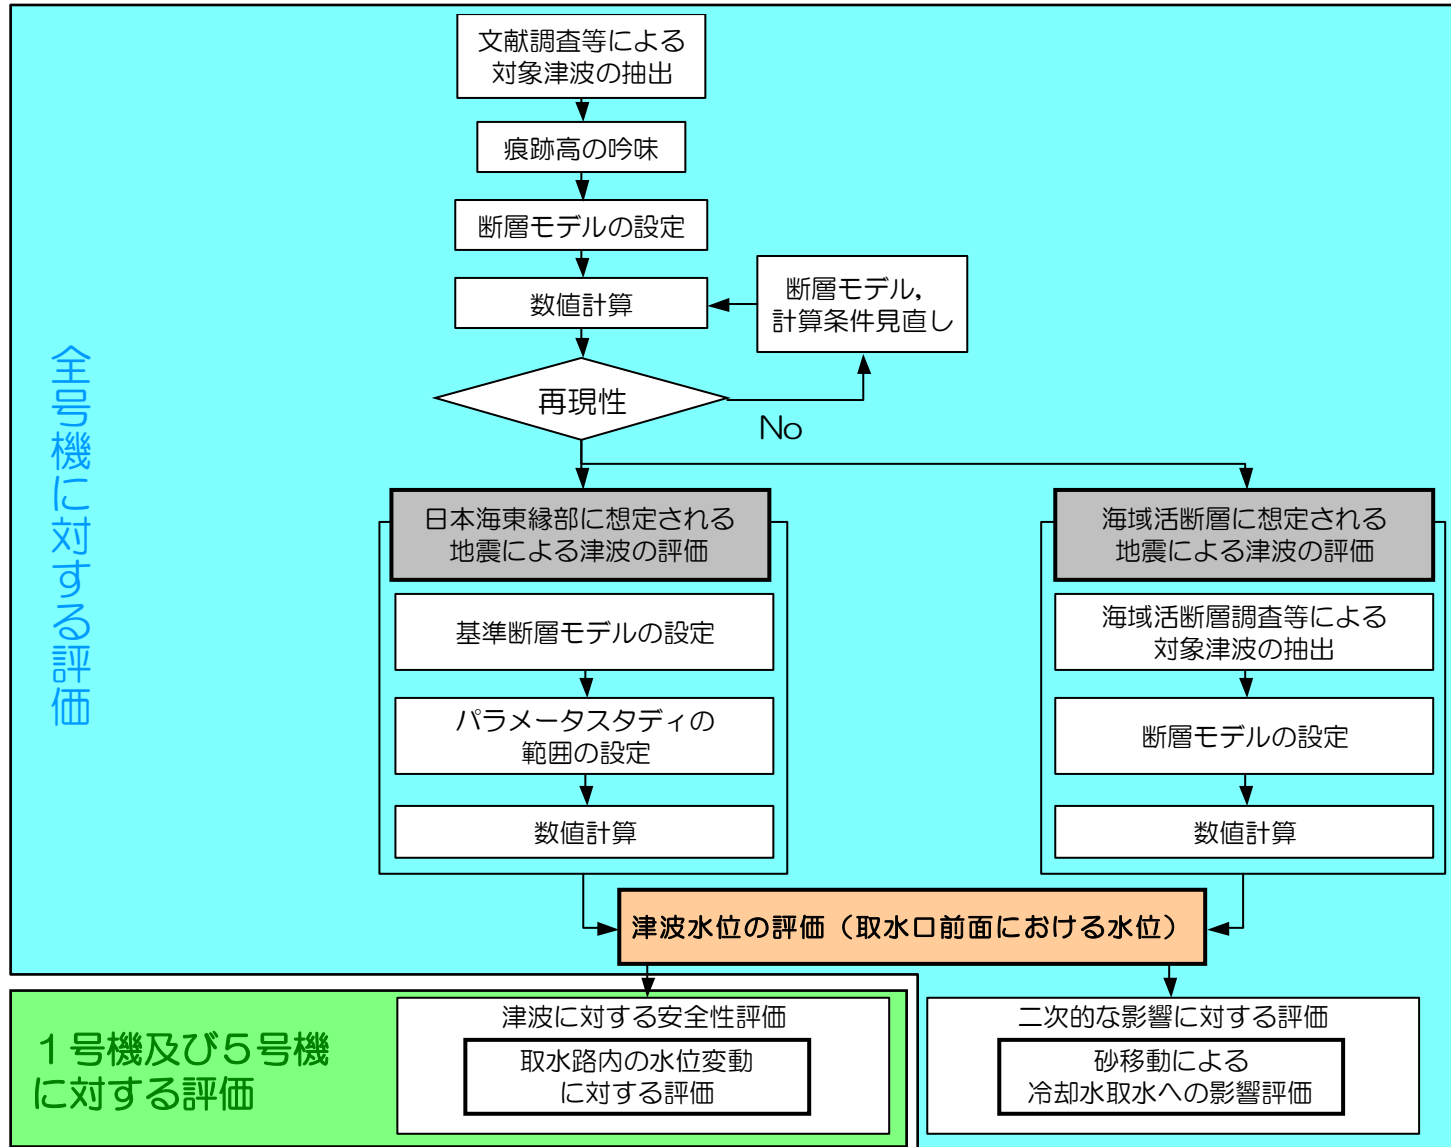 文献調査等による
対象津波の抽出
痕跡高の吟味
断層モデルの設定
数値計算
断層モデル,
計算条件見直し
再現性
No
全号機に対する評価
日本海東縁部に想定される
地震による津波の評価
基準断層モデルの設定
パラメータスタディの
範囲の設定
数値計算
海域活断層に想定される
地震による津波の評価
海域活断層調査等による
対象津波の抽出
断層モデルの設定
数値計算
津波水位の評価（取水口前面における水位）
１号機及び５号機
に対する評価
津波に対する安全性評価
取水路内の水位変動
に対する評価
二次的な影響に対する評価
砂移動による
冷却水取水への影響評価